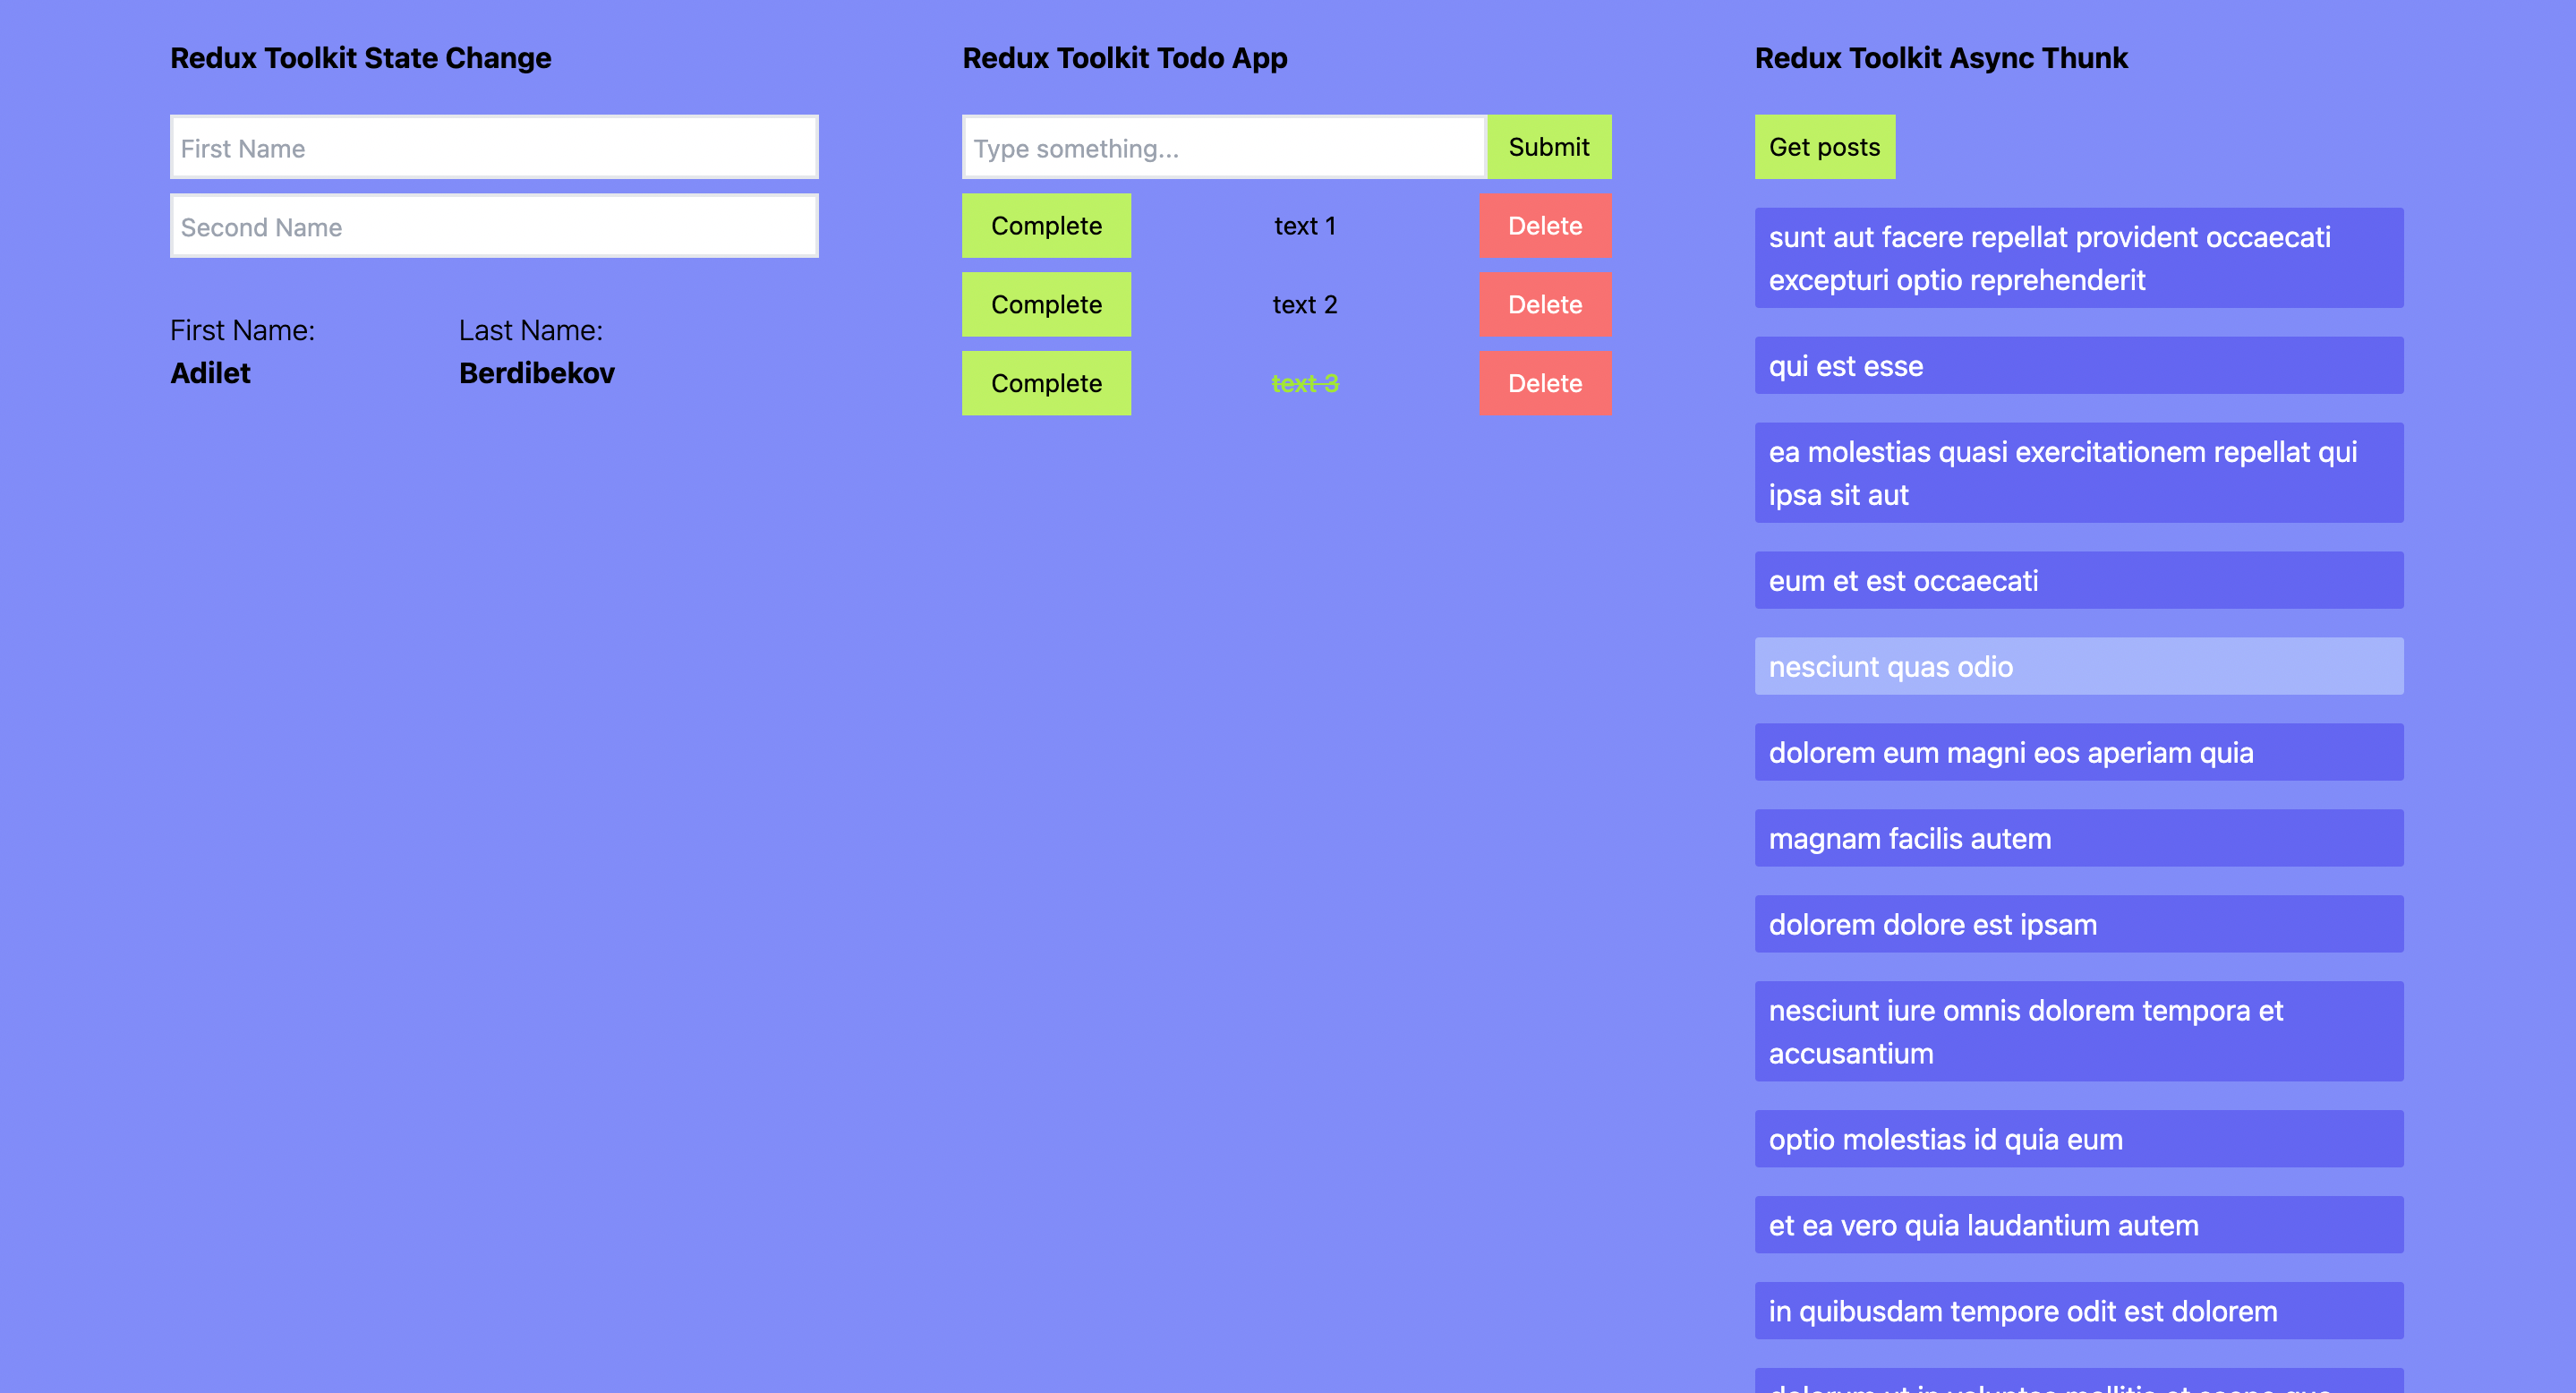 Redux Toolkit State Change
First Name
Second Name
First Name:
Adilet
Last Name:
Berdibekov
Redux Toolkit Todo App
Type something...
Submit
Complete
text 1
Delete
Complete
text 2
Delete
Complete
text 3
Delete
Redux Toolkit Async Thunk
Get posts
sunt aut facere repellat provident occaecati
excepturi optio reprehenderit
qui est esse
ea molestias quasi exercitationem repellat qui
ipsa sit aut
eum et est occaecati
nesciunt quas odio
dolorem eum magni eos aperiam quia
magnam facilis autem
dolorem dolore est ipsam
nesciunt iure omnis dolorem tempora et
accusantium
optio molestias id quia eum
et ea vero quia laudantium autem
in quibusdam tempore odit est dolorem